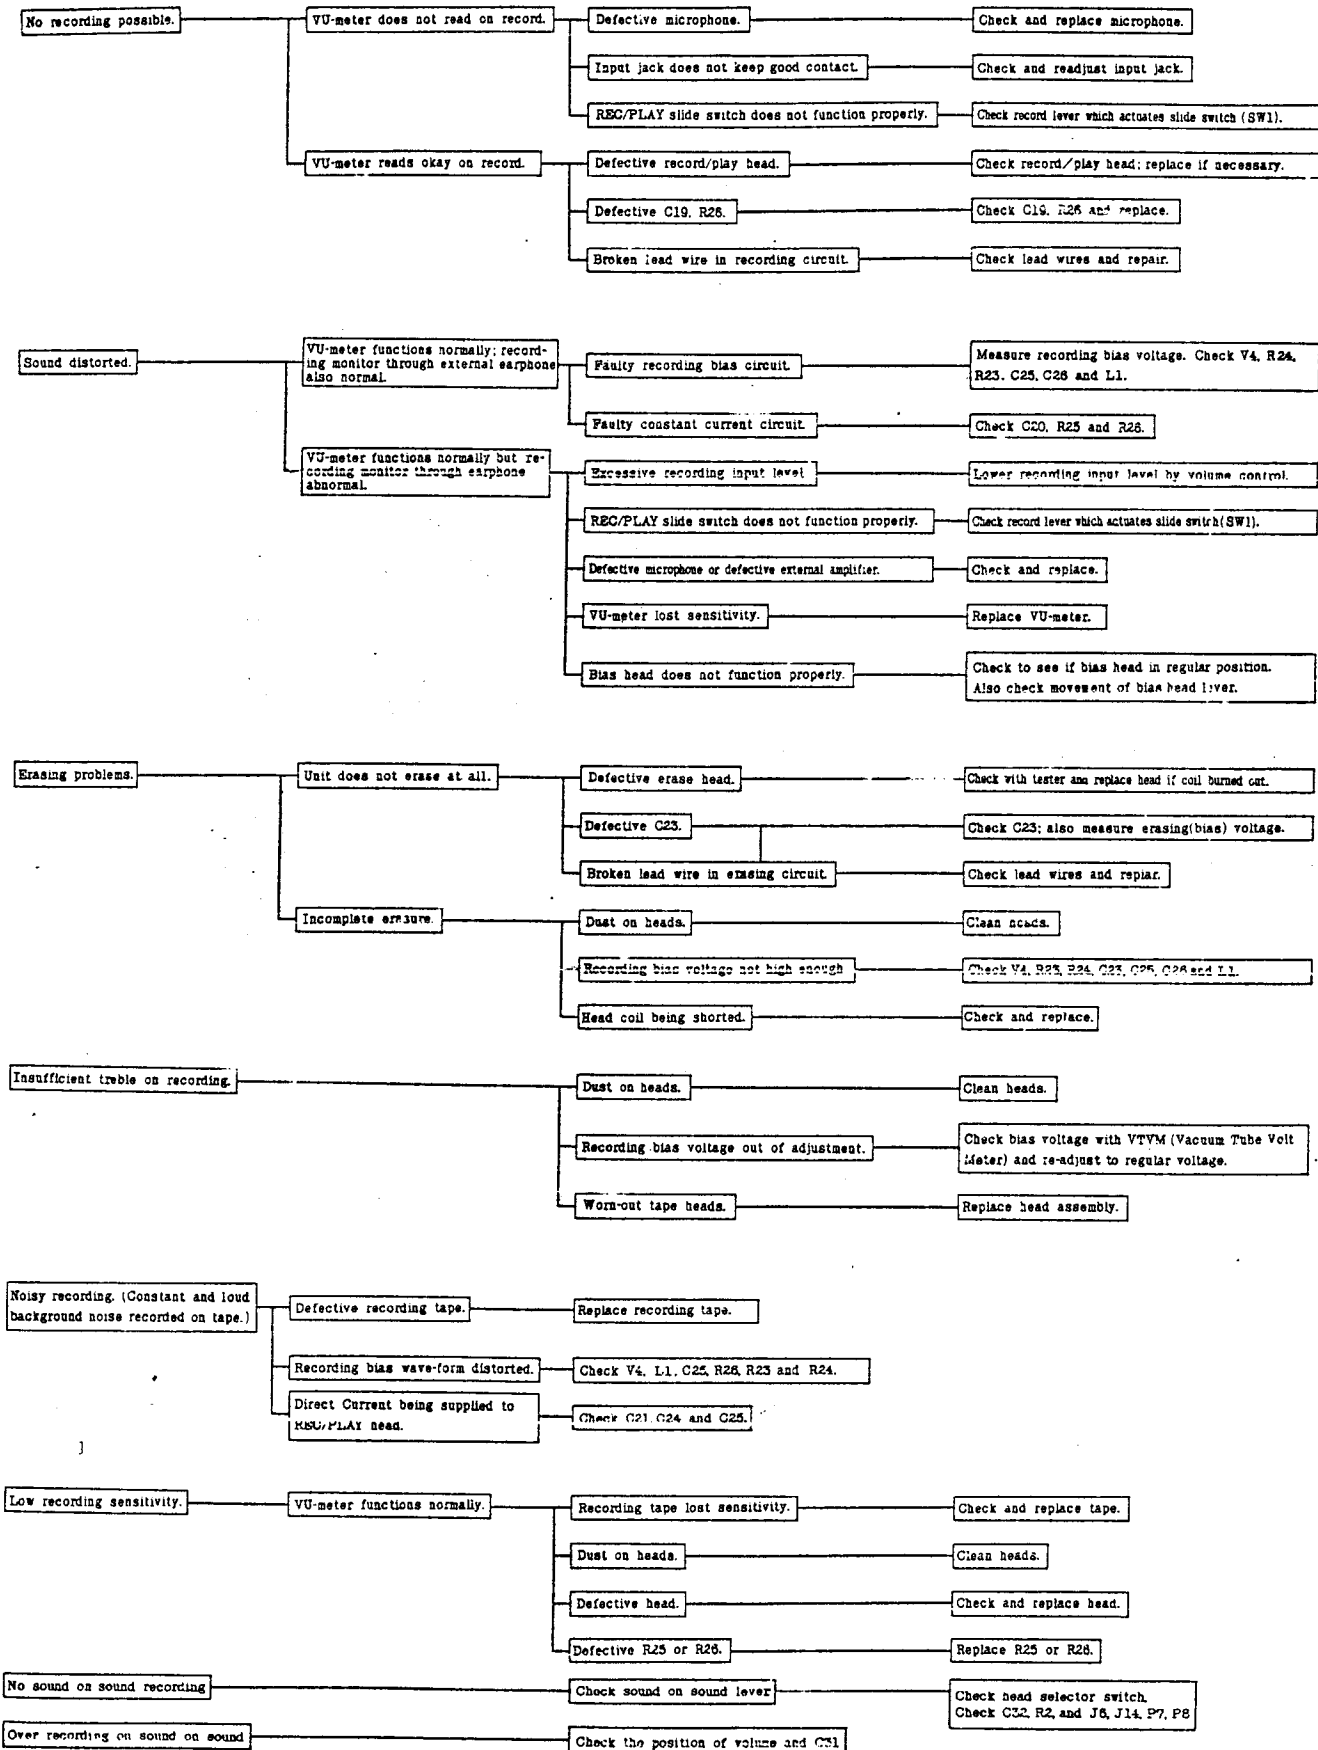 No recording possible.
VU-meter does not read on record.
Defective microphone.
Check and replace microphone.
Input jack does not keep good contact.
Check and readjust input jack.
REC/PLAY slide switch does not function properly.
Check record lever which actuates slide switch (SW1).
VU-meter reads okay on record.
Defective record/play head.
Check record/play head; replace if necessary.
Defective C19, R26.
Check C19, R26 and replace.
Broken lead wire in recording circuit.
Check lead wires and repair.
Sound distorted.
VU-meter functions normally; record-
ing monitor through external earphone
also normal.
Faulty recording bias circuit.
Measure recording bias voltage. Check V4, R24,
R23. C25, C26 and L1.
Faulty constant current circuit.
Check C20, R25 and R26.
VU-meter functions normally but re-
cording monitor through earphone
abnormal.
Excessive recording input level
Lower recording input level by volume control.
REC/PLAY slide switch does not function properly.
Check record lever which actuates slide switch(SW1).
Defective microphone or defective external amplifier.
Check and replace.
VU-meter lost sensitivity.
Replace VU-meter.
Bias head does not function properly.
Check to see if bias head in regular position.
Also check movement of bias head lever.
Erasing problems.
Unit does not erase at all.
Defective erase head.
Check with tester and replace head if coil burned out.
Defective C23.
Check C23; also measure erasing(bias) voltage.
Broken lead wire in erasing circuit.
Check lead wires and repiar.
Incomplete erasure.
Dust on heads.
Clean heads.
Recording bias voltage not high enough
Check V4, R23, R24, C23, C25, C26 and L1.
Head coil being shorted.
Check and replace.
Insufficient treble on recording.
Dust on heads.
Clean heads.
Recording bias voltage out of adjustment.
Check bias voltage with VTVM (Vacuum Tube Volt
Meter) and re-adjust to regular voltage.
Worn-out tape heads.
Replace head assembly.
Noisy recording. (Constant and loud
background noise recorded on tape.)
Defective recording tape.
Replace recording tape.
Recording bias wave-form distorted.
Check V4, L1, C25, R26, R23 and R24.
Direct Current being supplied to
REC/PLAY head.
Check C21, C24 and C25.
Low recording sensitivity.
VU-meter functions normally.
Recording tape lost sensitivity.
Check and replace tape.
Dust on heads.
Clean heads.
Defective head.
Check and replace head.
Defective R25 or R26.
Replace R25 or R26.
No sound on sound recording
Check sound on sound lever
Check head selector switch.
Check C32, R2, and J6, J14, P7, P8
Over recording on sound on sound
Check the position of volume and C31